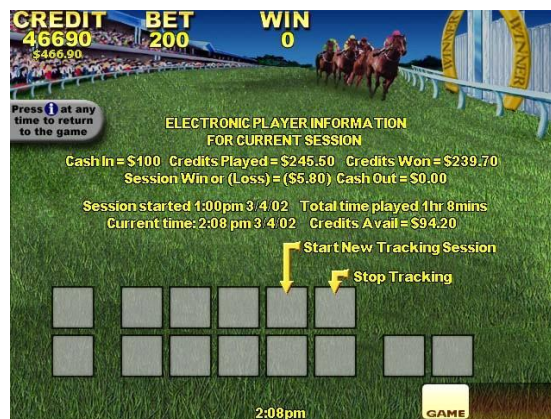 CREDIT BET WIN
46690 200 0
$466.90
WINNER WINNER
Press i at any
time to return
to the game
ELECTRONIC PLAYER INFORMATION
FOR CURRENT SESSION
Cash In = $100 Credits Played = $245.50 Credits Won = $239.70
Session Win or (Loss) = ($5.80) Cash Out = $0.00
Session started 1:00pm 3/4/02 Total time played 1hr 8mins
Current time: 2:08 pm 3/4/02 Credits Avail = $94.20
Start New Tracking Session
Stop Tracking
GAME
2:08pm